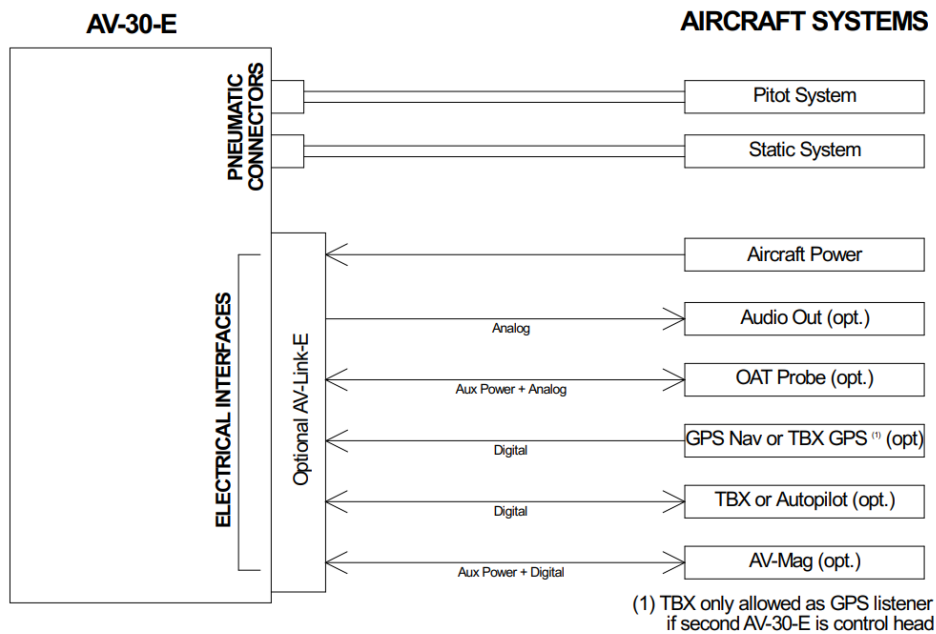 AV-30-E
AIRCRAFT SYSTEMS
PNEUMATIC
CONNECTORS
Pitot System
Static System
ELECTRICAL INTERFACES
Optional AV-Link-E
Aircraft Power
Analog
Audio Out (opt.)
Aux Power + Analog
OAT Probe (opt.)
Digital
GPS Nav or TBX GPS (1) (opt)
Digital
TBX or Autopilot (opt.)
Aux Power + Digital
AV-Mag (opt.)
(1) TBX only allowed as GPS listener
if second AV-30-E is control head